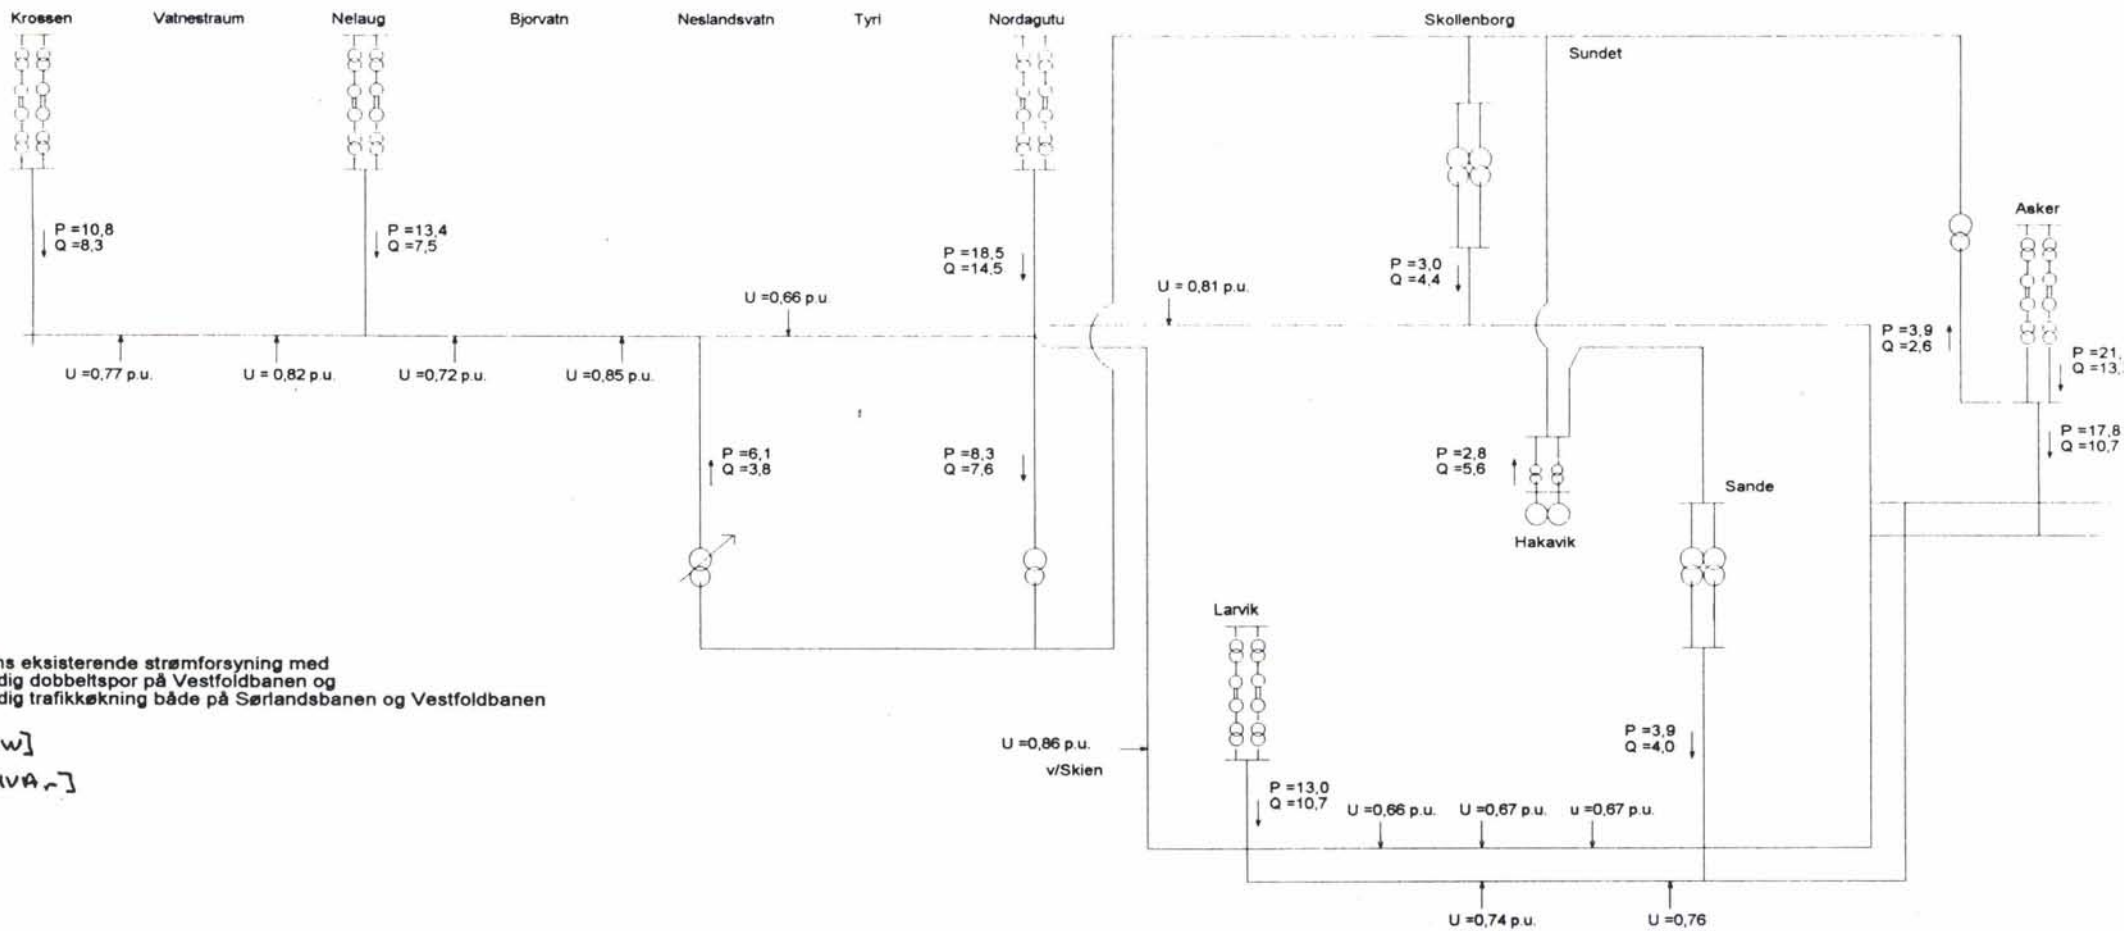 Krossen Vatnestraum Nelaug Bjorvatn Neslandsvatn Tyri Nordagutu Skollenborg
Sundet
Asker
P =10,8
Q =8,3
P =13,4
Q =7,5
P =18,5
Q =14,5
P =3,0
Q =4,4
U =0,66 p.u.
U = 0,81 p.u.
P =3,9
Q =2,6
P =21,
Q =13,
U =0,77 p.u.
U =0,82 p.u.
U =0,72 p.u.
U =0,85 p.u.
P =17,8
Q =10,7
P =6,1
Q =3,8
P =8,3
Q =7,6
P =2,8
Q =5,6
Sande
Hakavik
Larvik
ns eksisterende strømforsyning med
dig dobbeltspor på Vestfoldbanen og
dig trafikkøkning både på Sørlandsbanen og Vestfoldbanen
W]
VAr]
U =0,86 p.u.
v/Skien
P =3,9
Q =4,0
P =13,0
Q =10,7
U =0,66 p.u. U =0,67 p.u. u =0,67 p.u.
U =0,74 p.u. U =0,76